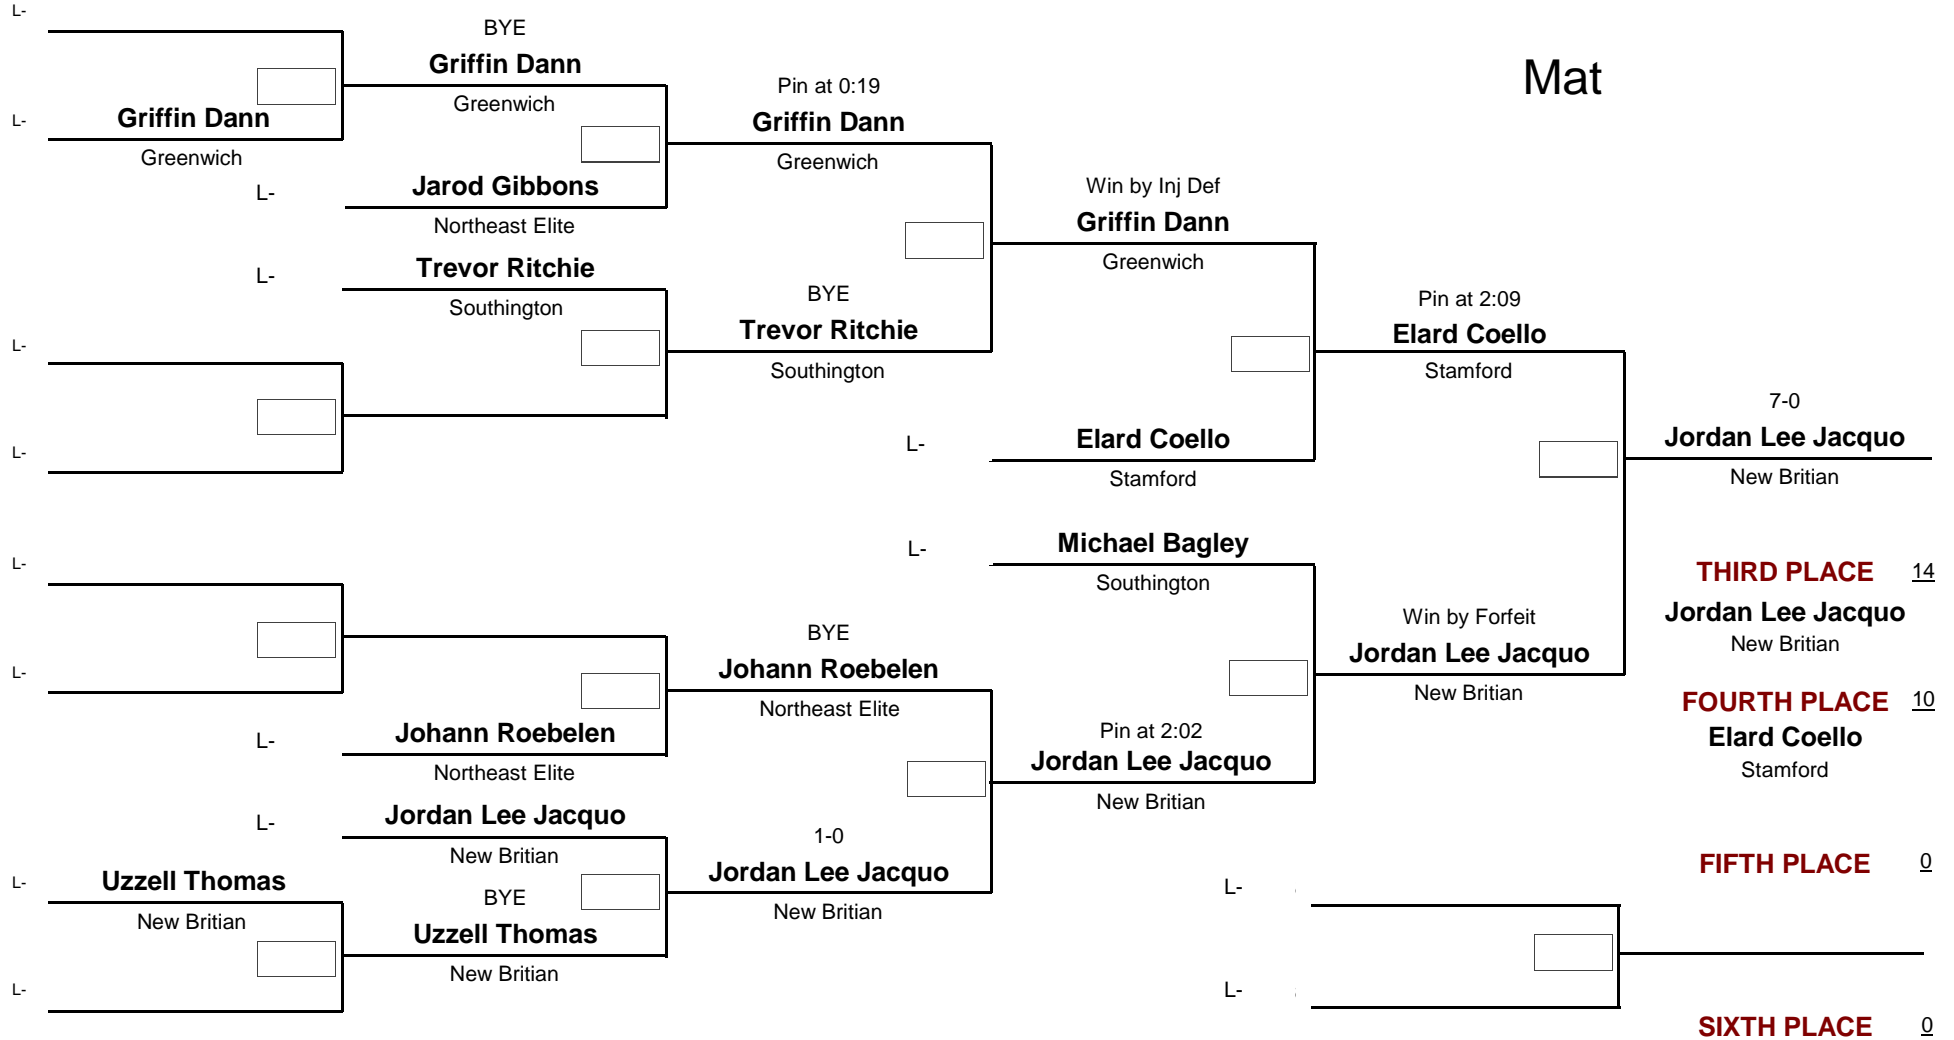 L-
BYE
Griffin Dann
Greenwich
Mat
Pin at 0:19
Griffin Dann
Greenwich
L-
Griffin Dann
Greenwich
L-
Jarod Gibbons
Northeast Elite
Win by Inj Def
Griffin Dann
Greenwich
L-
Trevor Ritchie
Southington
BYE
Trevor Ritchie
Southington
Pin at 2:09
Elard Coello
Stamford
L-
L-
L-
Elard Coello
Stamford
7-0
Jordan Lee Jacquo
New Britian
L-
Michael Bagley
Southington
L-
THIRD PLACE 14
Jordan Lee Jacquo
New Britian
Win by Forfeit
Jordan Lee Jacquo
New Britian
L-
BYE
Johann Roebelen
Northeast Elite
FOURTH PLACE 10
Elard Coello
Stamford
L-
Johann Roebelen
Northeast Elite
Pin at 2:02
Jordan Lee Jacquo
New Britian
L-
Jordan Lee Jacquo
New Britian
1-0
Jordan Lee Jacquo
New Britian
L-
Uzzell Thomas
New Britian
BYE
Uzzell Thomas
New Britian
FIFTH PLACE 0
L-
L-
L-
SIXTH PLACE 0